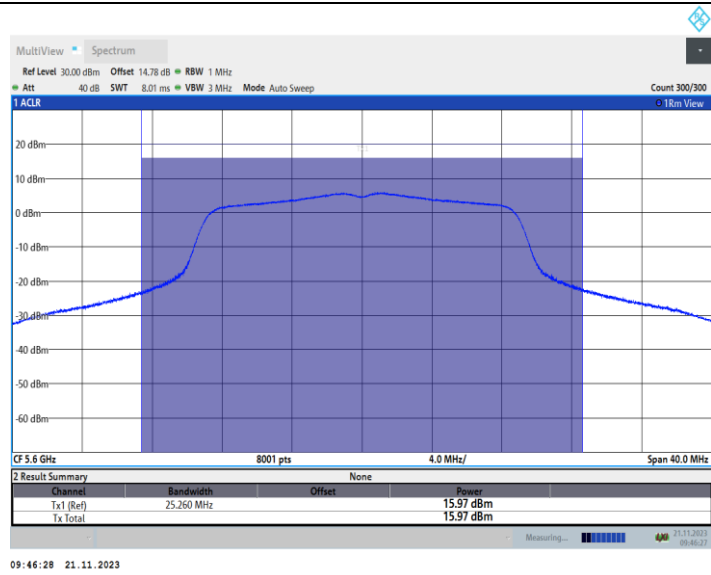 MultiView Spectrum
Ref Level 30.00 dBm Offset 14.78 dB RBW 1 MHz
Att 40 dB SWT 8.01 ms VBW 3 MHz Mode Auto Sweep Count 300/300
1 ACLR 1Rm View
20 dBm
10 dBm
0 dBm
-10 dBm
-20 dBm
-30 dBm
-40 dBm
-50 dBm
-60 dBm
CF 5.6 GHz 8001 pts 4.0 MHz/ Span 40.0 MHz
2 Result Summary None
Channel Bandwidth Offset Power
Tx1 (Ref) 25.260 MHz 15.97 dBm
Tx Total 15.97 dBm
Measuring... 21.11.2023
09:46:27
09:46:28 21.11.2023